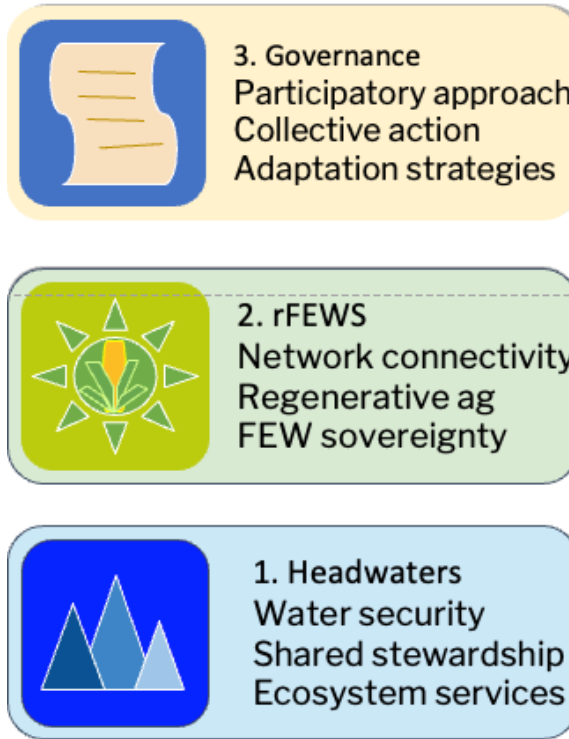 3. Governance
Participatory approach
Collective action
Adaptation strategies
2. rFEWS
Network connectivity
Regenerative ag
FEW sovereignty
1. Headwaters
Water security
Shared stewardship
Ecosystem services